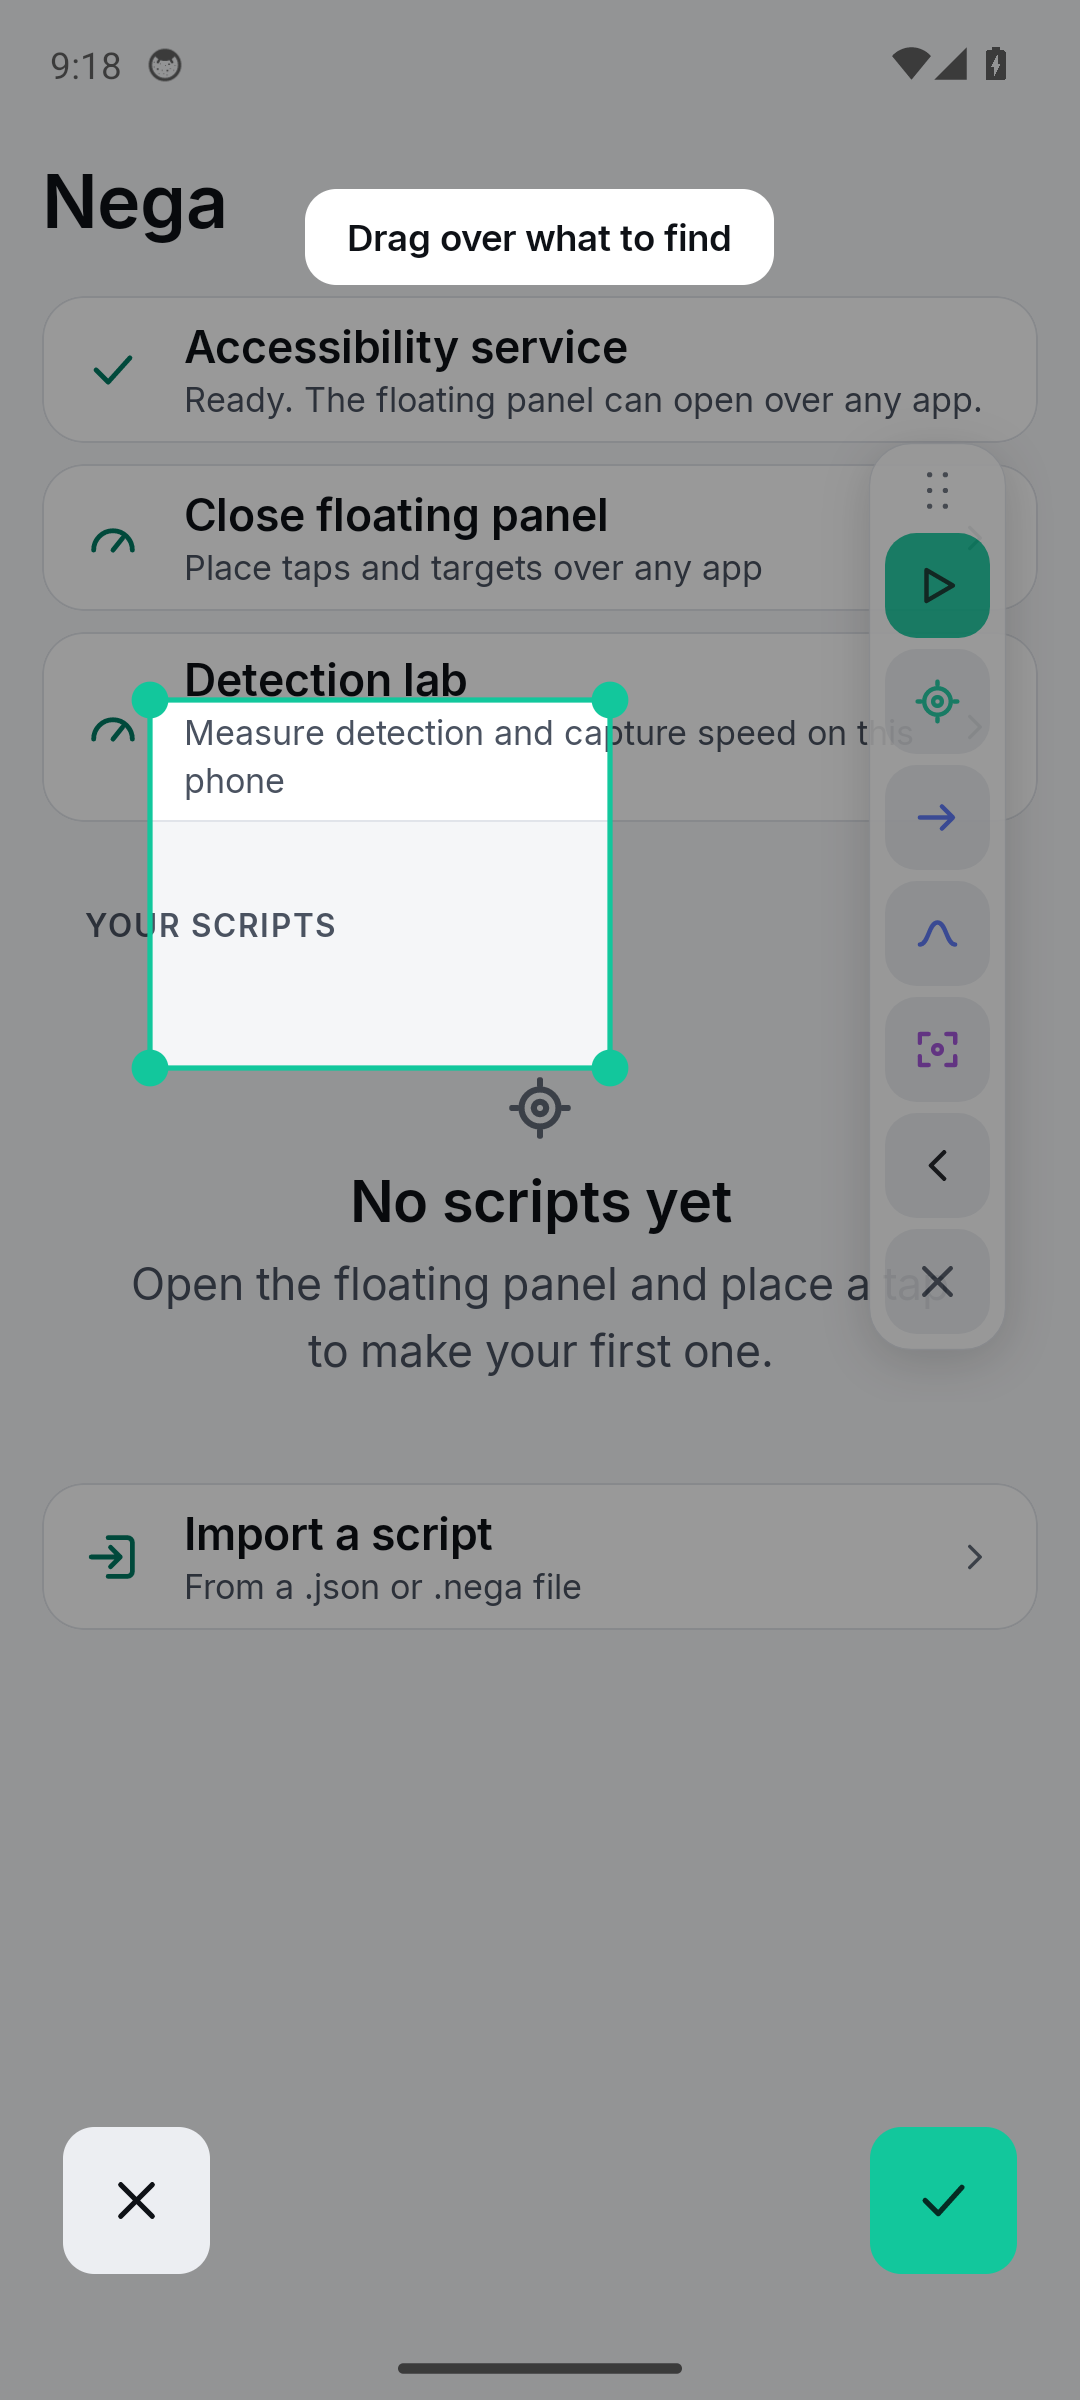 9:18
Nega
Drag over what to find
Accessibility service
Ready. The floating panel can open over any app.
Close floating panel
Place taps and targets over any app
Detection lab
Measure detection and capture speed on this
phone
YOUR SCRIPTS
No scripts yet
Open the floating panel and place a tap
to make your first one.
Import a script
From a .json or .nega file